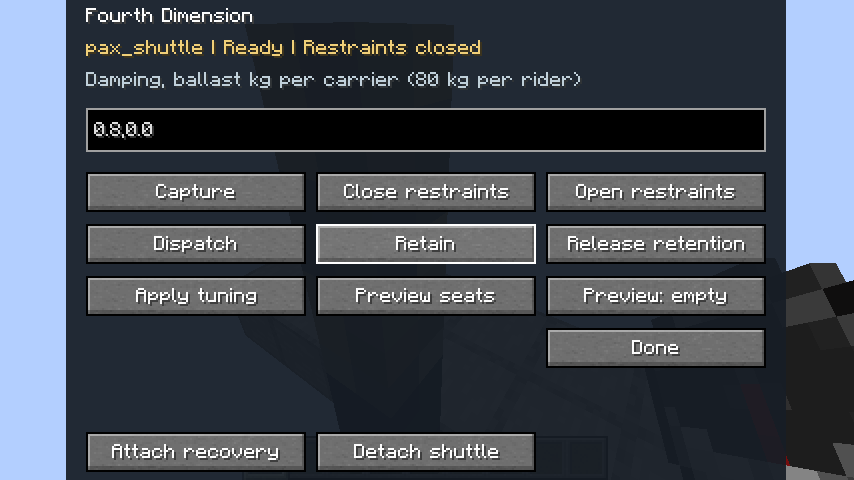 Fourth Dimension
pax_shuttle | Ready | Restraints closed
Damping, ballast kg per carrier (80 kg per rider)
0.8,0.0
Capture Close restraints Open restraints
Dispatch Retain Release retention
Apply tuning Preview seats Preview: empty
Done
Attach recovery Detach shuttle